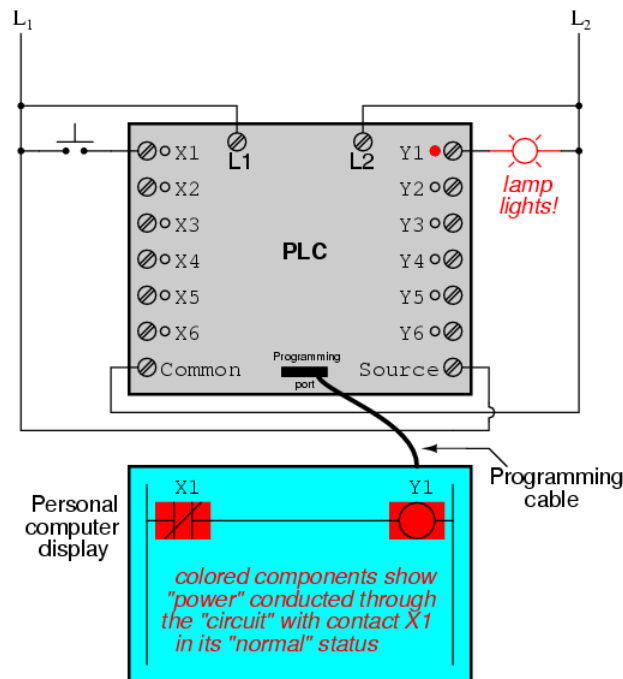 L1 L2
L1 L2
X1 Y1
X2 Y2
X3 Y3
X4 PLC Y4
X5 Y5
X6 Y6
Common Programming port Source
lamp
lights!
Programming
cable
Personal
computer
display
X1 Y1
colored components show
"power" conducted through
the "circuit" with contact X1
in its "normal" status